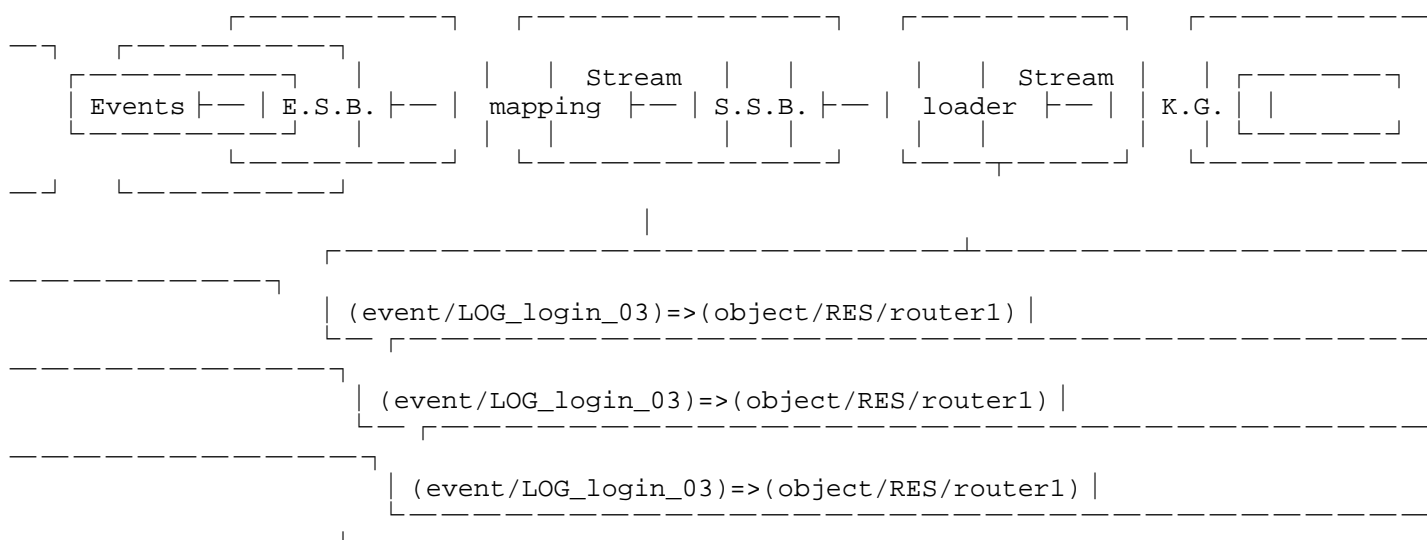 Stream Stream
Events E.S.B. mapping S.S.B. loader K.G.
(event/LOG_login_03)=>(object/RES/router1)
(event/LOG_login_03)=>(object/RES/router1)
(event/LOG_login_03)=>(object/RES/router1)